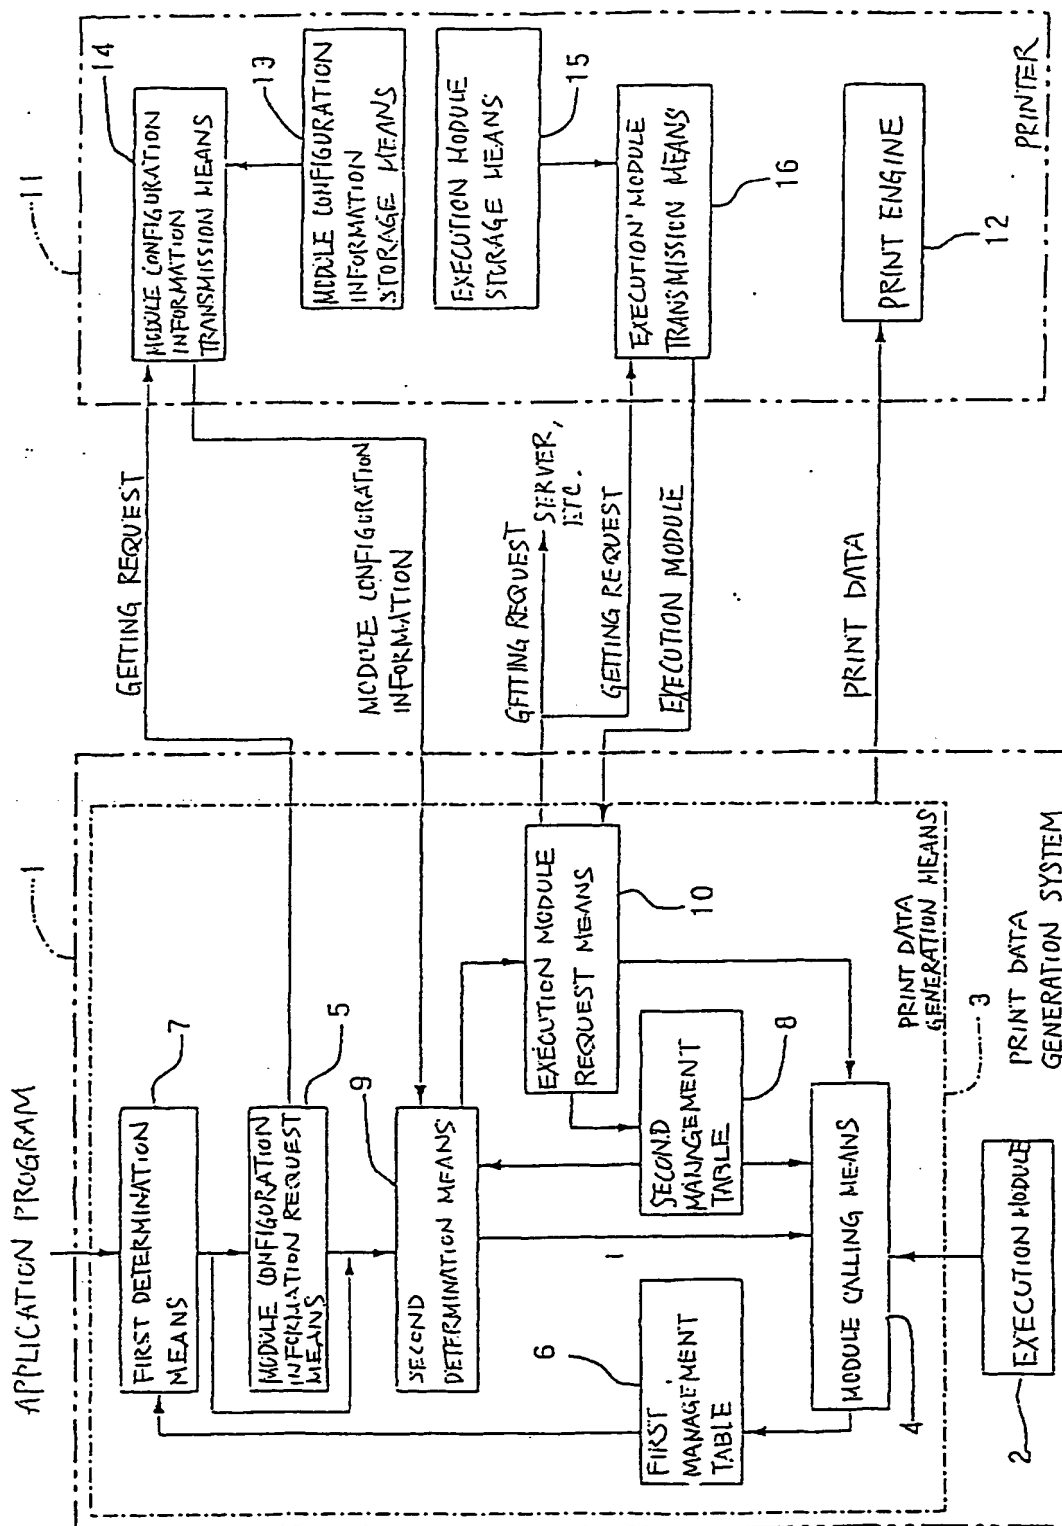 APPLICATION PROGRAM
1
7
FIRST DETERMINATION
MEANS
5
MODULE CONFIGURATION
INFORMATION REQUEST
MEANS
9
SECOND
DETERMINATION MEANS
EXECUTION MODULE
REQUEST MEANS
10
6
FIRST
MANAGEMENT
TABLE
SECOND
MANAGEMENT
TABLE
8
MODULE CALLING MEANS
4
PRINT DATA
GENERATION MEANS
3
2
EXECUTION MODULE
PRINT DATA
GENERATION SYSTEM
GETTING REQUEST
MODULE CONFIGURATION
INFORMATION
GETTING REQUEST
SERVER,
ETC.
GETTING REQUEST
EXECUTION MODULE
PRINT DATA
11
14
MODULE CONFIGURATION
INFORMATION
TRANSMISSION MEANS
13
MODULE CONFIGURATION
INFORMATION
STORAGE MEANS
EXECUTION MODULE
STORAGE MEANS
15
EXECUTION MODULE
TRANSMISSION MEANS
16
PRINT ENGINE
12
PRINTER